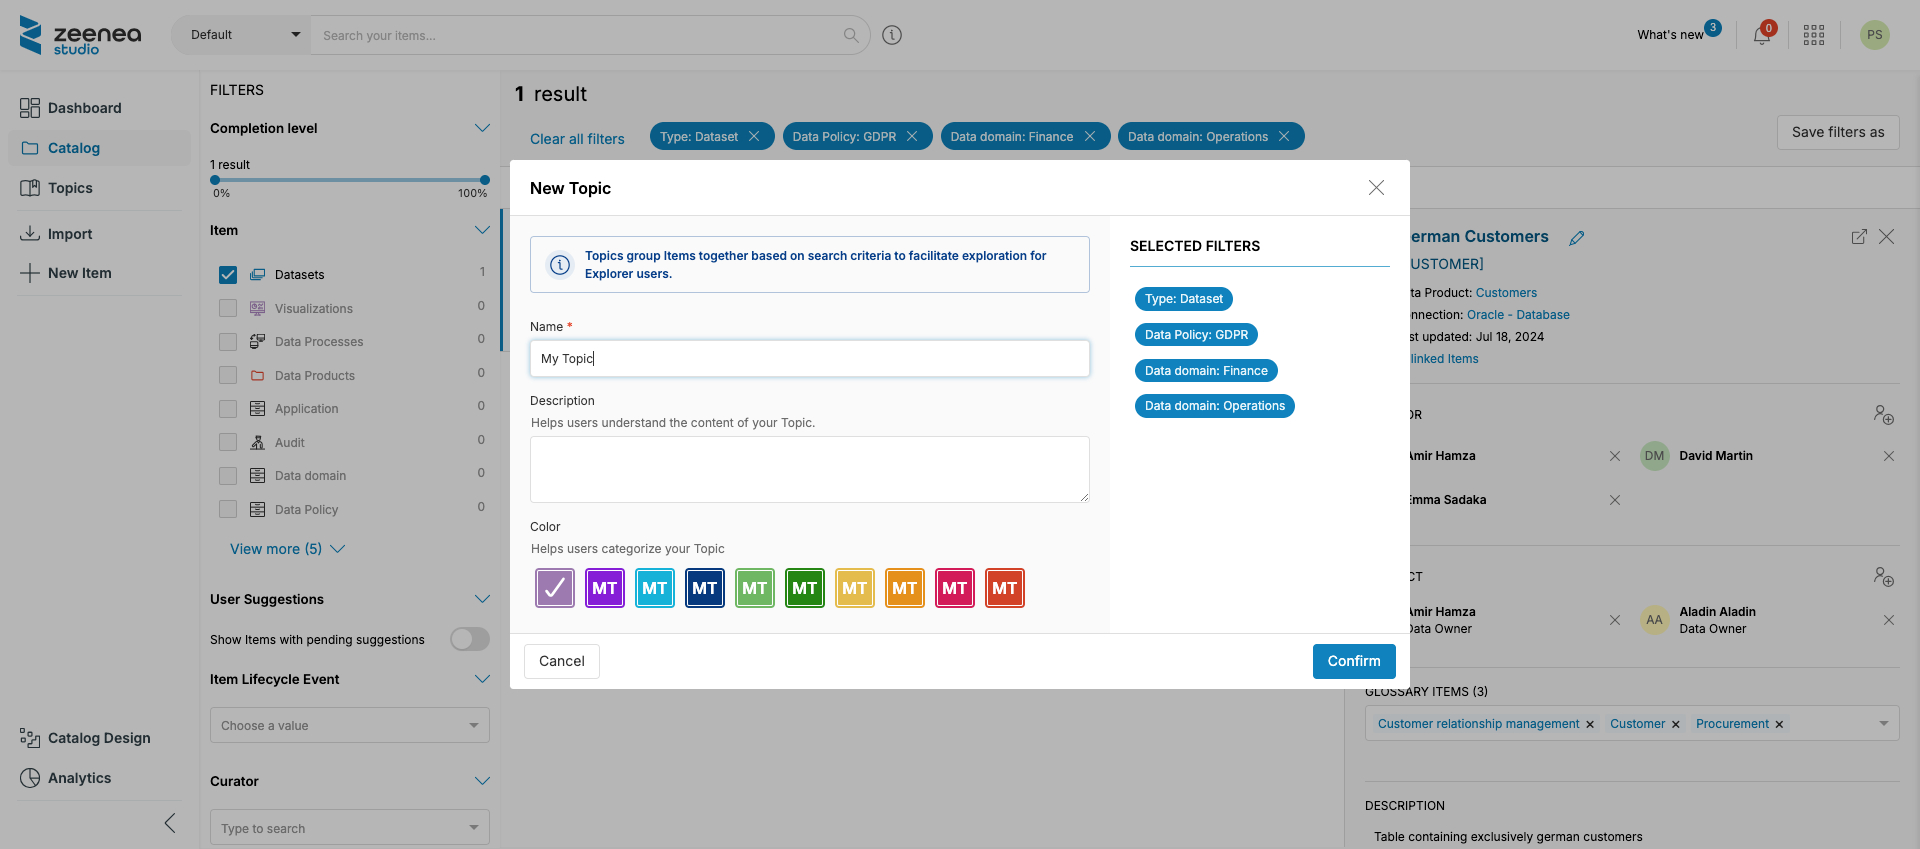 zeenea
studio
Default
Search your items...
What's new
3
0
PS
Dashboard
Catalog
Topics
Import
New Item
Catalog Design
Analytics
FILTERS
Completion level
1 result
0%
100%
Item
Datasets
1
Visualizations
0
Data Processes
0
Data Products
0
Application
0
Audit
0
Data domain
0
Data Policy
0
View more (5)
User Suggestions
Show Items with pending suggestions
Item Lifecycle Event
Choose a value
Curator
Type to search
1 result
Clear all filters
Type: Dataset
Data Policy: GDPR
Data domain: Finance
Data domain: Operations
Save filters as
New Topic
Topics group Items together based on search criteria to facilitate exploration for
Explorer users.
Name *
My Topic
Description
Helps users understand the content of your Topic.
Color
Helps users categorize your Topic
MT
MT
MT
MT
MT
MT
MT
MT
MT
SELECTED FILTERS
Type: Dataset
Data Policy: GDPR
Data domain: Finance
Data domain: Operations
Cancel
Confirm
erman Customers
USTOMER]
ta Product: Customers
nnection: Oracle - Database
st updated: Jul 18, 2024
linked Items
OR
Amir Hamza
DM
David Martin
Emma Sadaka
CT
Amir Hamza
Data Owner
AA
Aladin Aladin
Data Owner
GLOSSARY ITEMS (3)
Customer relationship management
Customer
Procurement
DESCRIPTION
Table containing exclusively german customers